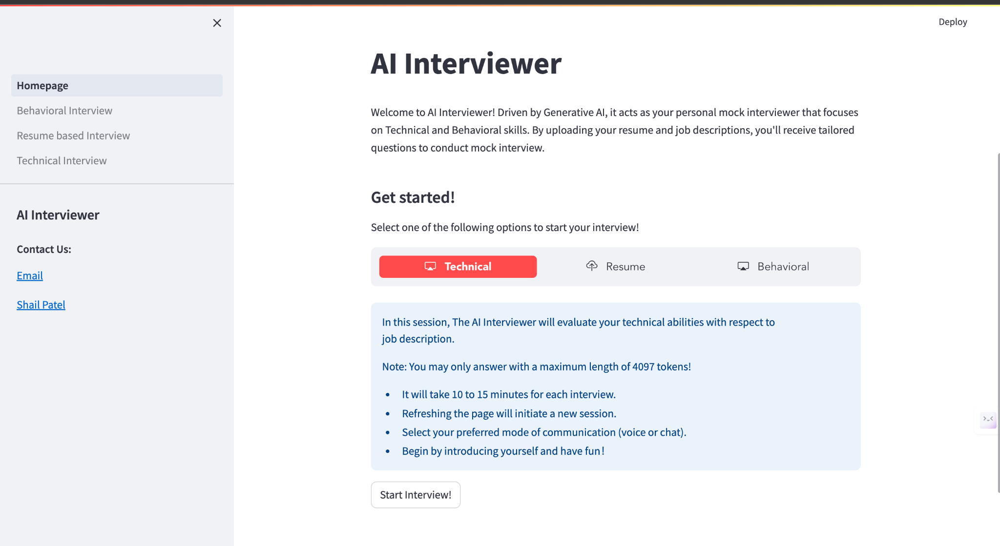 Deploy
Homepage
Behavioral Interview
Resume based Interview
Technical Interview
AI Interviewer
Contact Us:
Email
Shail Patel
AI Interviewer
Welcome to AI Interviewer! Driven by Generative AI, it acts as your personal mock interviewer that focuses
on Technical and Behavioral skills. By uploading your resume and job descriptions, you'll receive tailored
questions to conduct mock interview.
Get started!
Select one of the following options to start your interview!
Technical
Resume
Behavioral
In this session, The AI Interviewer will evaluate your technical abilities with respect to
job description.
Note: You may only answer with a maximum length of 4097 tokens!
• It will take 10 to 15 minutes for each interview.
• Refreshing the page will initiate a new session.
• Select your preferred mode of communication (voice or chat).
• Begin by introducing yourself and have fun!
Start Interview!